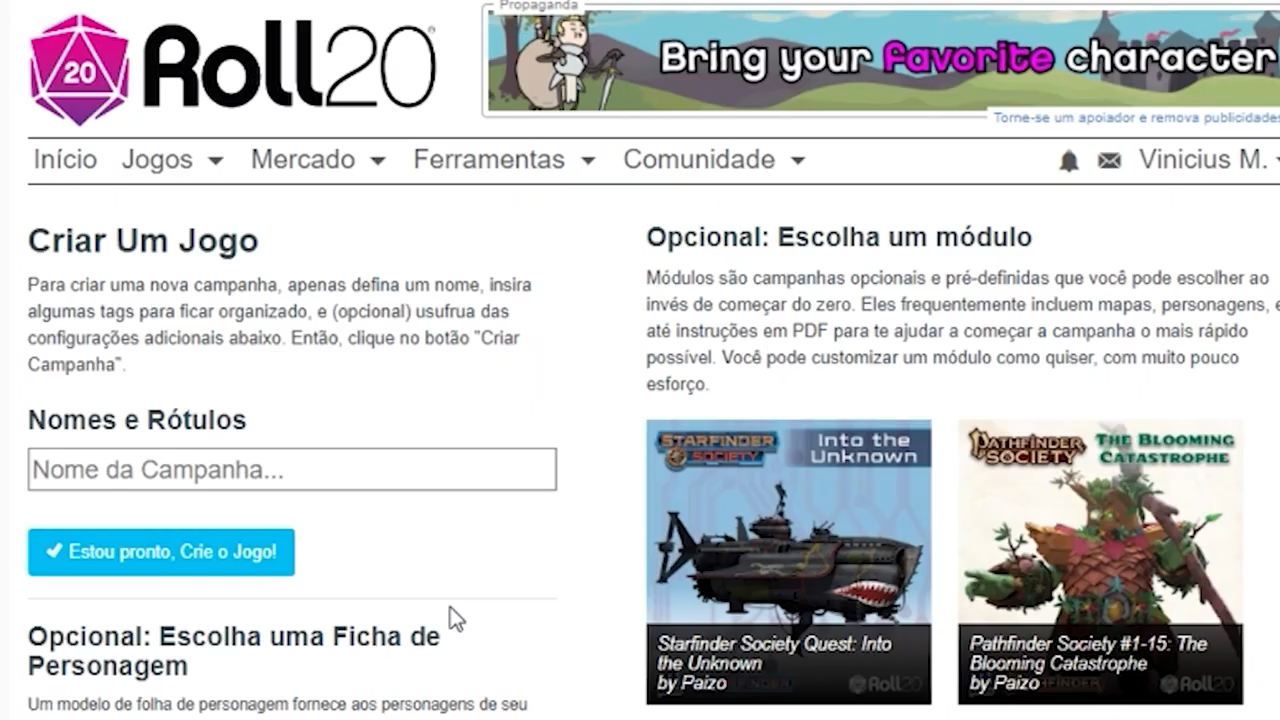 Propaganda
20 Roll20®
Bring your favorite character
Torne-se um apoiador e remova publicidades
Início Jogos Mercado Ferramentas Comunidade Vinicius M.
Criar Um Jogo
Para criar uma nova campanha, apenas defina um nome, insira
algumas tags para ficar organizado, e (opcional) usufrua das
configurações adicionais abaixo. Então, clique no botão "Criar
Campanha".
Nomes e Rótulos
Nome da Campanha...
Estou pronto, Crie o Jogo!
Opcional: Escolha uma Ficha de
Personagem
Um modelo de folha de personagem fornece aos personagens de seu
Opcional: Escolha um módulo
Módulos são campanhas opcionais e pré-definidas que você pode escolher ao
invés de começar do zero. Eles frequentemente incluem mapas, personagens, e
até instruções em PDF para te ajudar a começar a campanha o mais rápido
possível. Você pode customizar um módulo como quiser, com muito pouco
esforço.
STARFINDER
SOCIETY
Into the
Unknown
Starfinder Society Quest: Into
the Unknown
by Paizo
Roll20
PATHFINDER
SOCIETY
THE BLOOMING
CATASTROPHE
Pathfinder Society #1-15: The
Blooming Catastrophe
by Paizo
Roll20